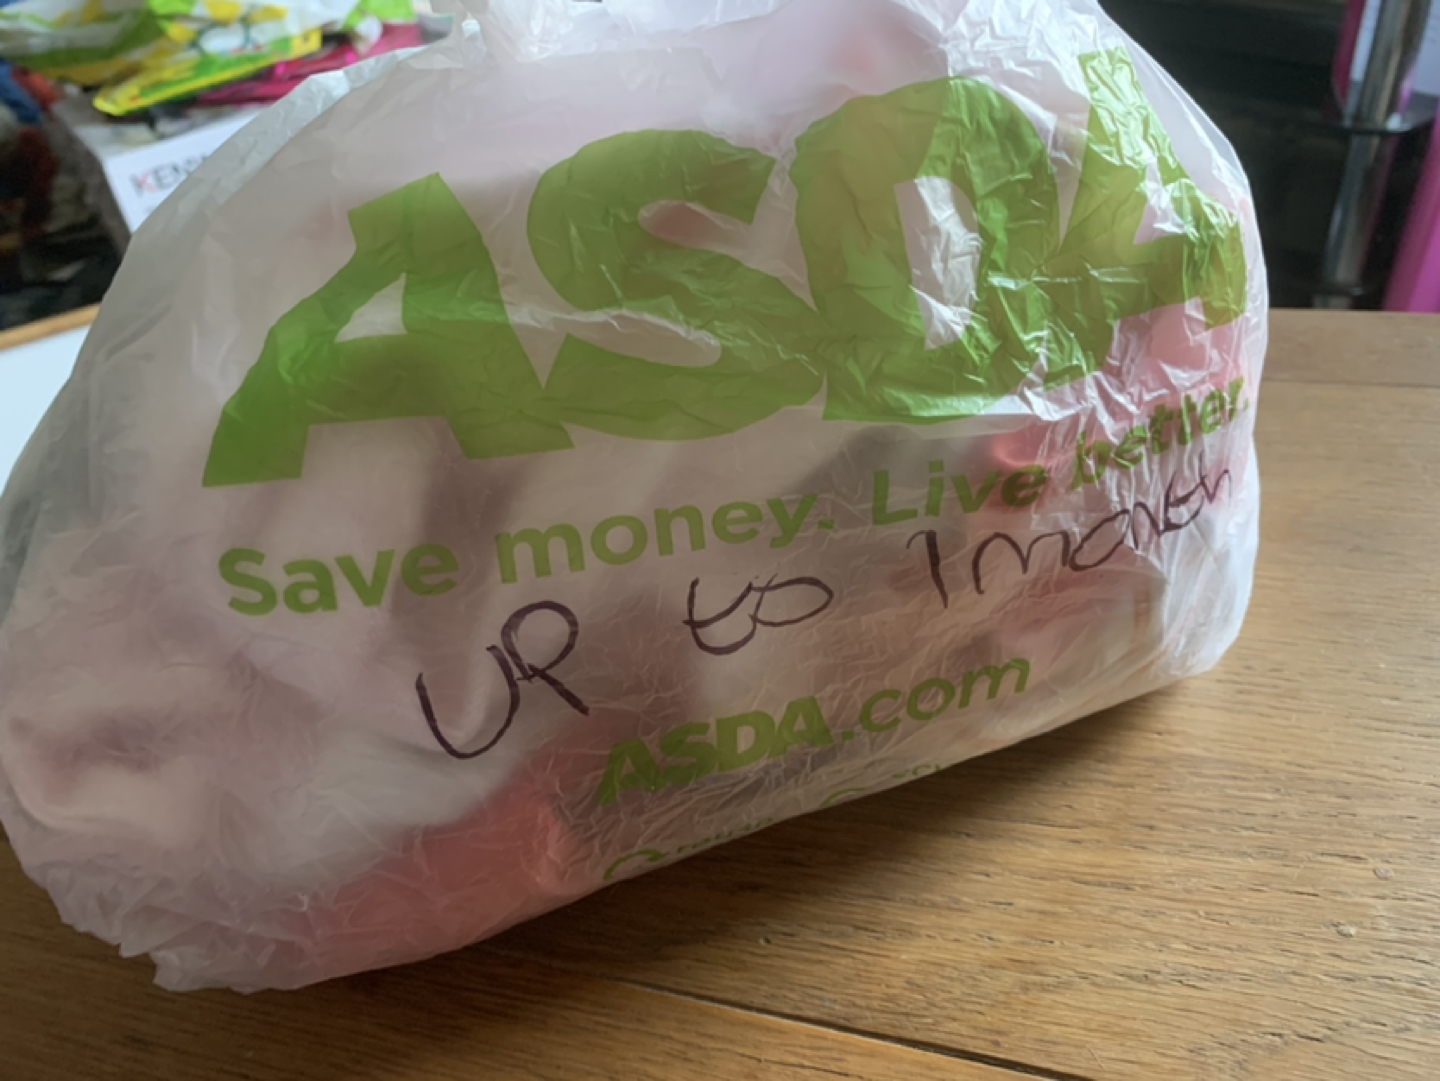 ASDA
Save money. Live better.
UP to 1 month
ASDA.com